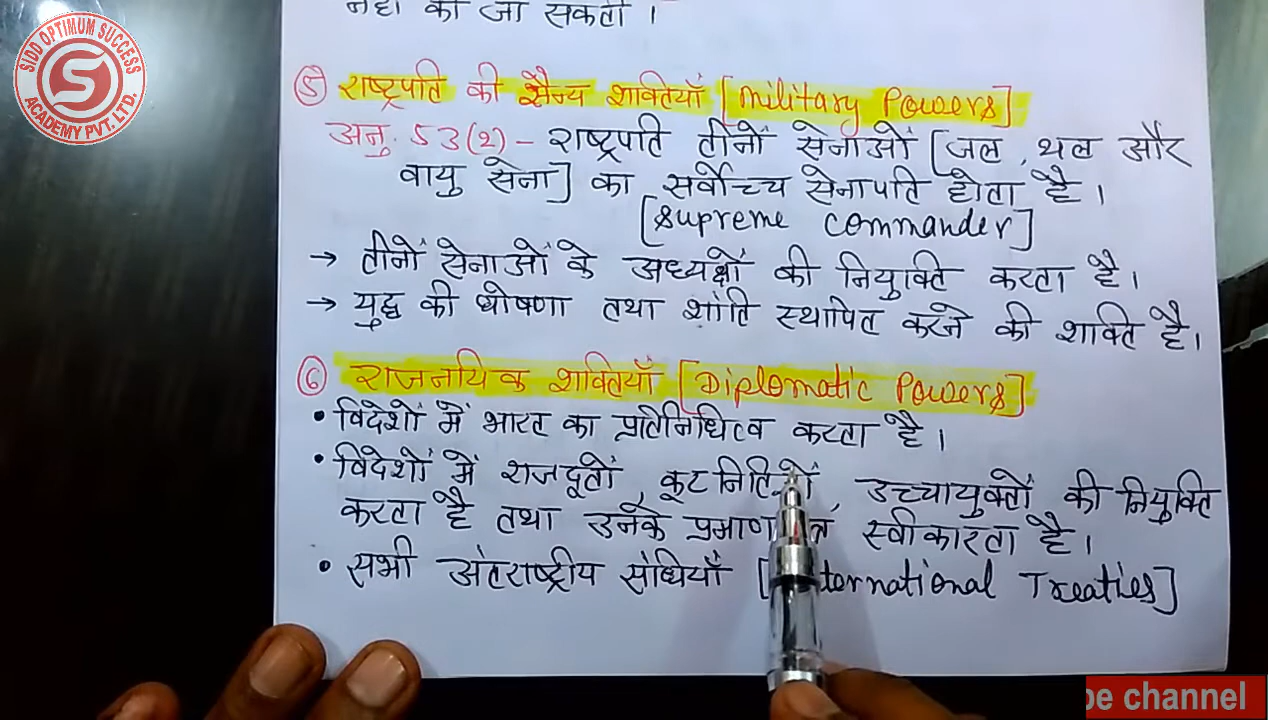 SIDD OPTIMUM SUCCESS
ACADEMY PVT. LTD.
नहीं की जा सकती ।
⑤ राष्ट्रपति की सैन्य शक्तियाँ [Military Powers]
अनु. 53(2) - राष्ट्रपति तीनों सेनाओं [जल, थल और
वायु सेना] का सर्वोच्च सेनापति होता है।
[Supreme Commander]
→ तीनों सेनाओं के अध्यक्षों की नियुक्ति करता है।
→ युद्ध की घोषणा तथा शांति स्थापित करने की शक्ति है।
⑥ राजनयिक शक्तियाँ [Diplomatic Powers]
• विदेशों में भारत का प्रतिनिधित्व करता है।
• विदेशों में राजदूतों, उच्चायुक्तों की नियुक्ति
करता है तथा उनके स्वीकारता है।
• सभी अंतराष्ट्रीय संधियाँ Treaties]
be channel